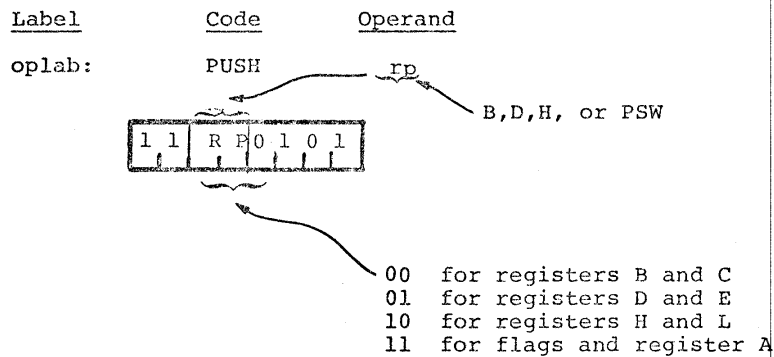 Label Code Operand
oplab: PUSH rp
B,D,H, or PSW
1 1 R P 0 1 0 1
00 for registers B and C
01 for registers D and E
10 for registers H and L
11 for flags and register A